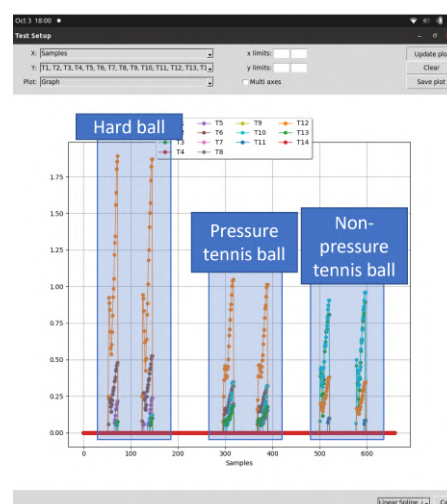 Oct 3 18:00
Test Setup
X: Samples
x limits:
Update plo
Y: T1, T2, T3, T4, T5, T6, T7, T8, T9, T10, T11, T12, T13, T1
y limits:
Clear
Plot: Graph
Multi axes
Save plot
Hard ball
T5 T9 T12
T6 T10 T13
T3 T7 T11 T14
T4 T8
Pressure
tennis ball
Non-
pressure
tennis ball
1.75
1.50
1.25
1.00
0.75
0.50
0.25
0.00
0 100 200 300 400 500 600
Samples
Linear Spline